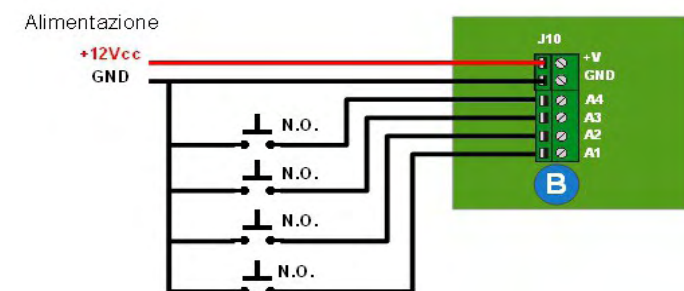 Alimentazione
+12Vcc
GND
J10
+V
GND
A4
A3
A2
A1
B
N.O.
N.O.
N.O.
N.O.